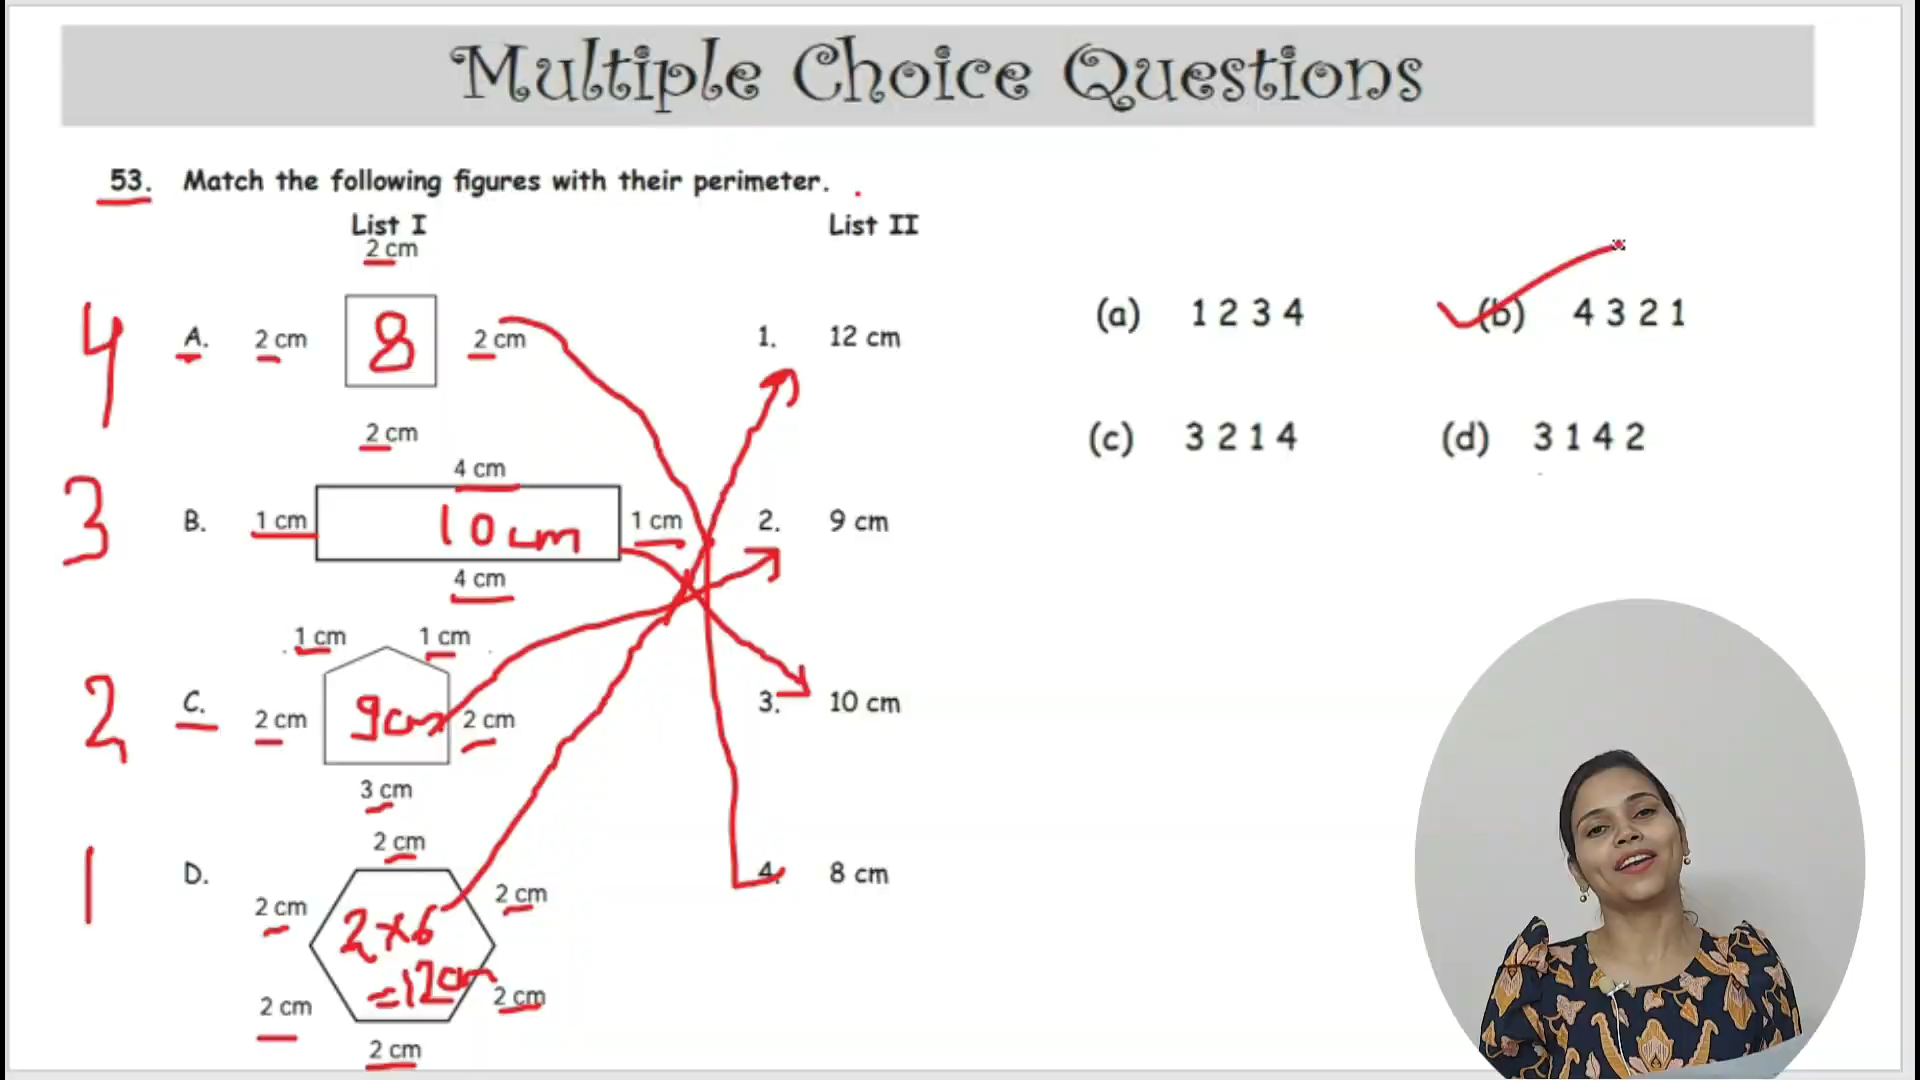 Multiple Choice Questions
53. Match the following figures with their perimeter.
List I List II
2 cm
4 A. 2 cm 8 2 cm 1. 12 cm
2 cm
4 cm
3 B. 1 cm 10 cm 1 cm 2. 9 cm
4 cm
1 cm 1 cm
2 C. 2 cm 9cm 2 cm 3. 10 cm
3 cm
2 cm
1 D. 4. 8 cm
2 cm 2×6 2 cm
=12cm
2 cm 2 cm
2 cm
(a) 1 2 3 4 (b) 4 3 2 1
(c) 3 2 1 4 (d) 3 1 4 2